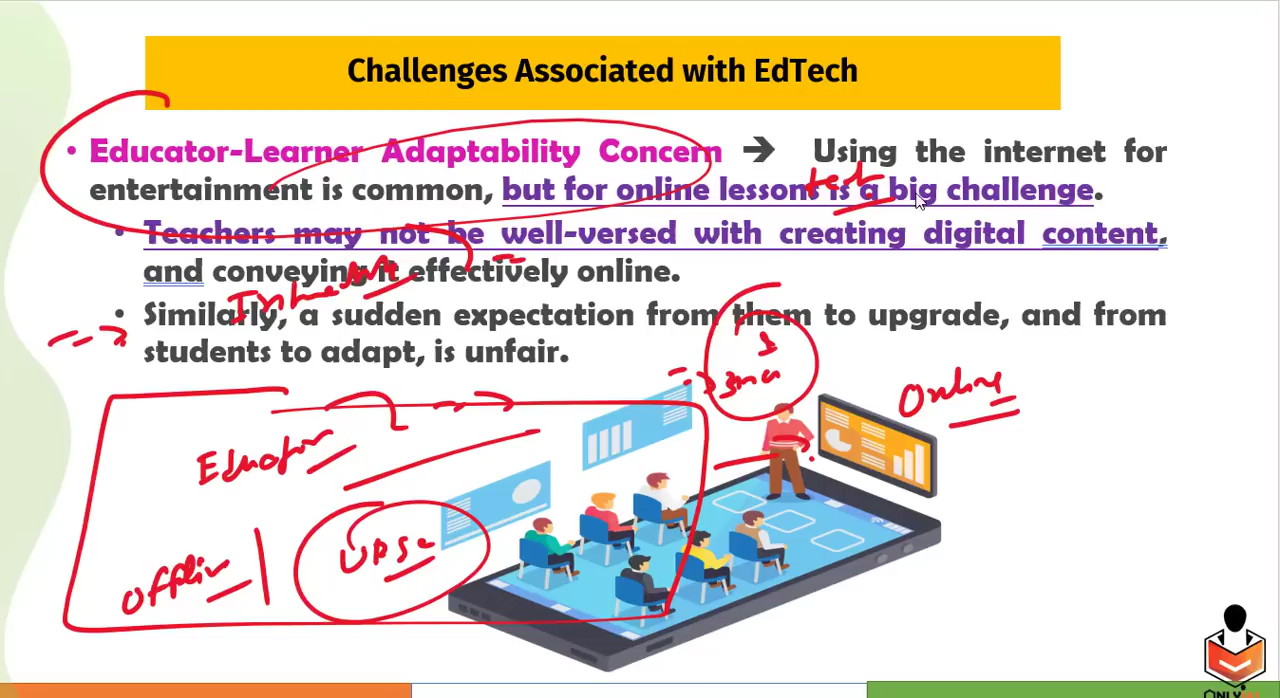 Challenges Associated with EdTech
• Educator-Learner Adaptability Concern ➔ Using the internet for
entertainment is common, but for online lesson is a big challenge.
• Teachers may not be well-versed with creating digital content,
and conveying it effectively online.
• Similarly, a sudden expectation from them to upgrade, and from
students to adapt, is unfair.
Online
Educator
UPSC